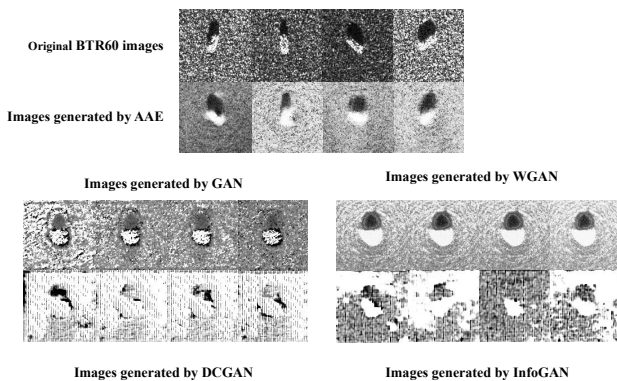 Original BTR60 images
Images generated by AAE
Images generated by GAN
Images generated by WGAN
Images generated by DCGAN
Images generated by InfoGAN